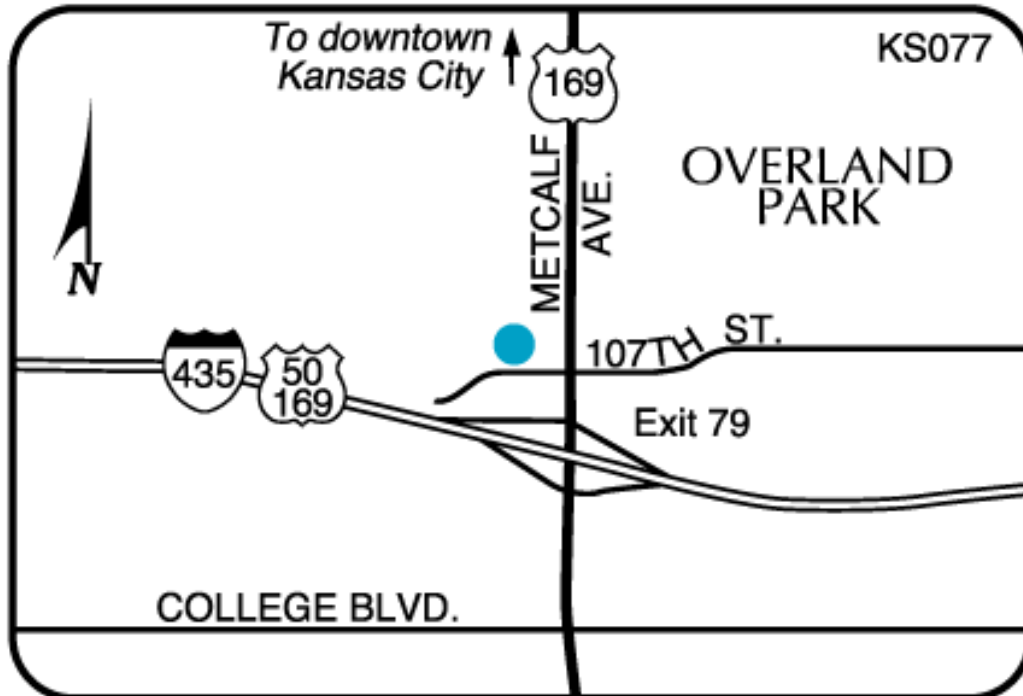 To downtown
Kansas City
169
KS077
OVERLAND
PARK
METCALF
AVE.
N
435
50
169
107TH ST.
Exit 79
COLLEGE BLVD.